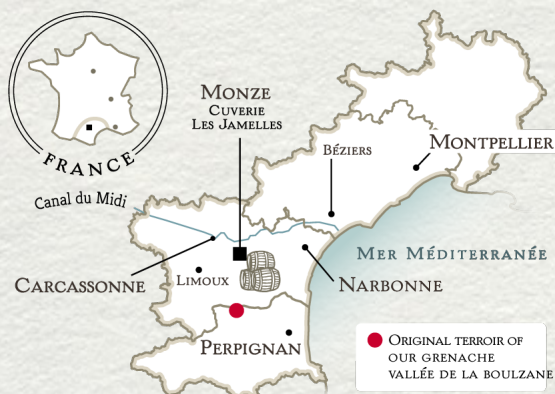 FRANCE
Monze
Cuverie
Les Jamelles
Béziers
Montpellier
Canal du Midi
Mer Méditerranée
Carcassonne
Limoux
Narbonne
Perpignan
Original terroir of
our grenache
vallée de la boulzane